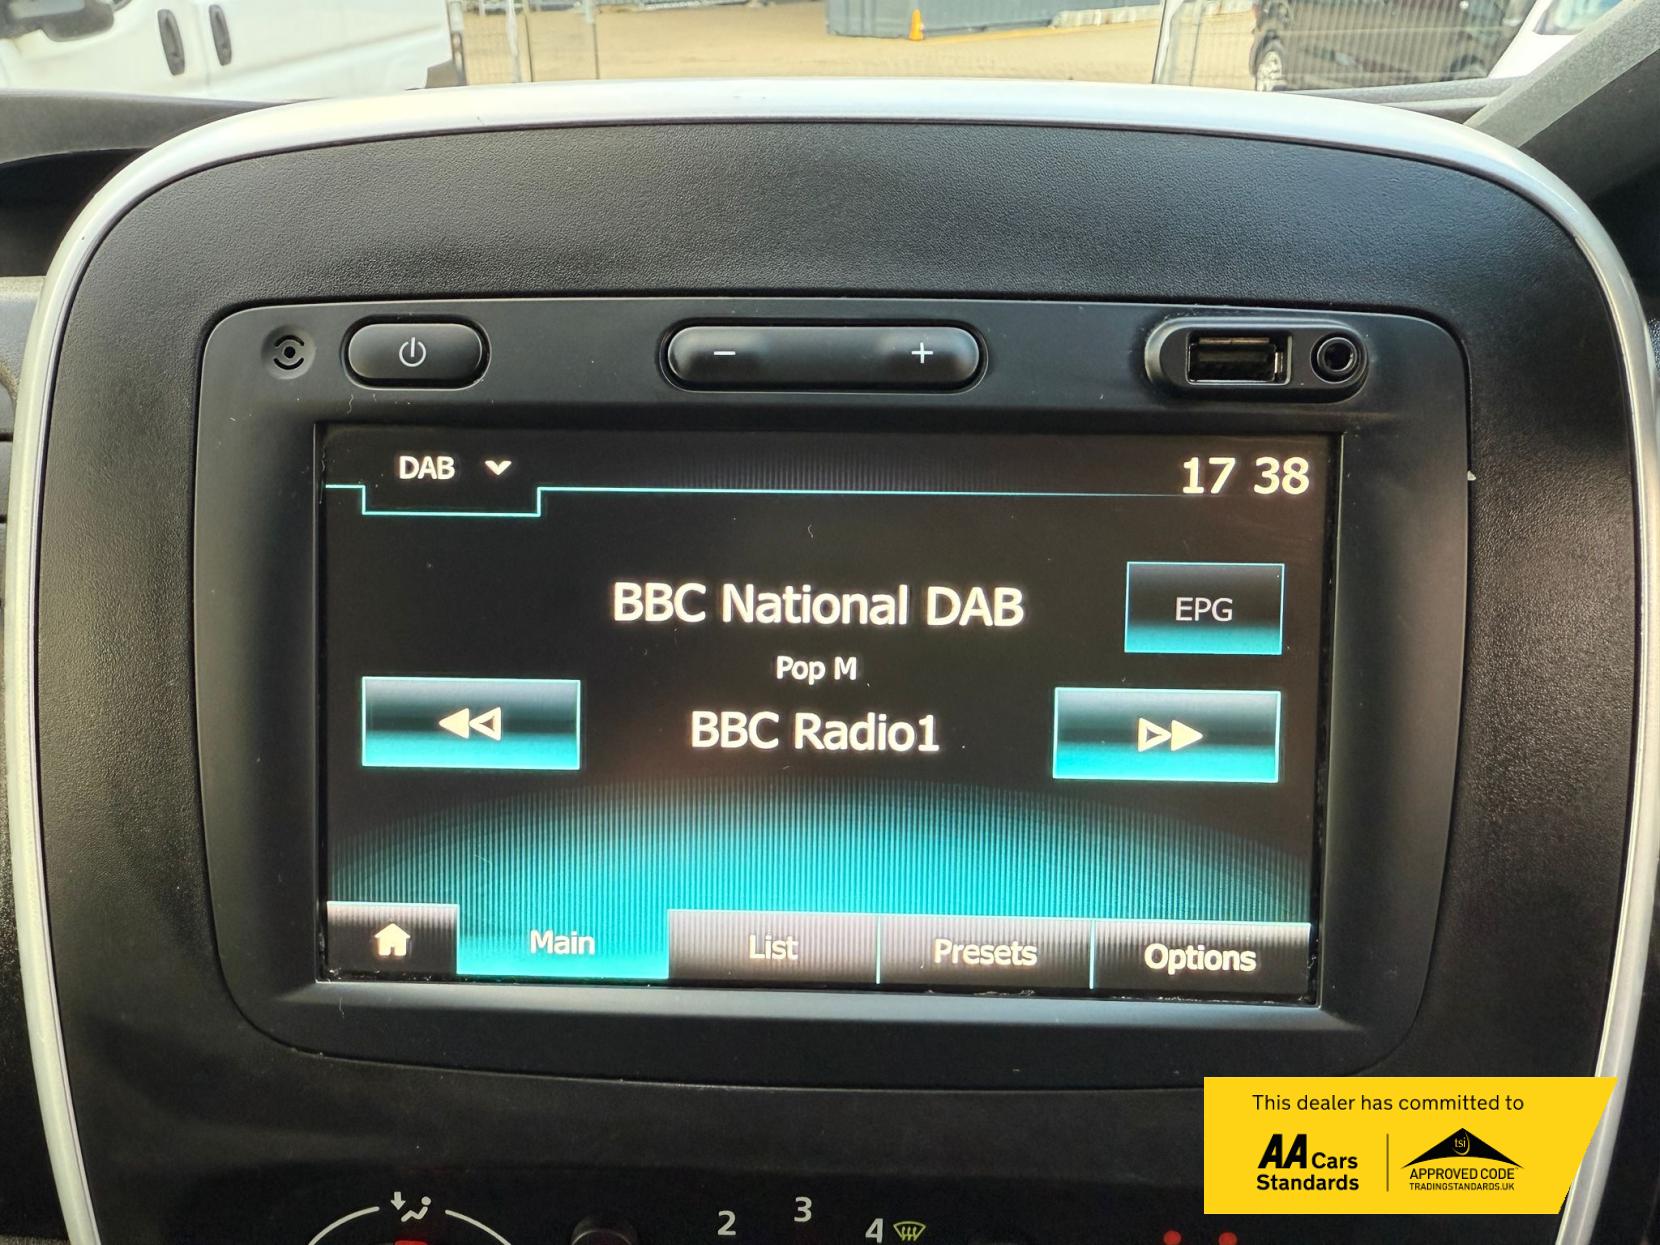 DAB
17 38
BBC National DAB
EPG
Pop M
BBC Radio1
Main
List
Presets
Options
2
3
4
This dealer has committed to
AA Cars
Standards
tsi
APPROVED CODE
TRADINGSTANDARDS.UK